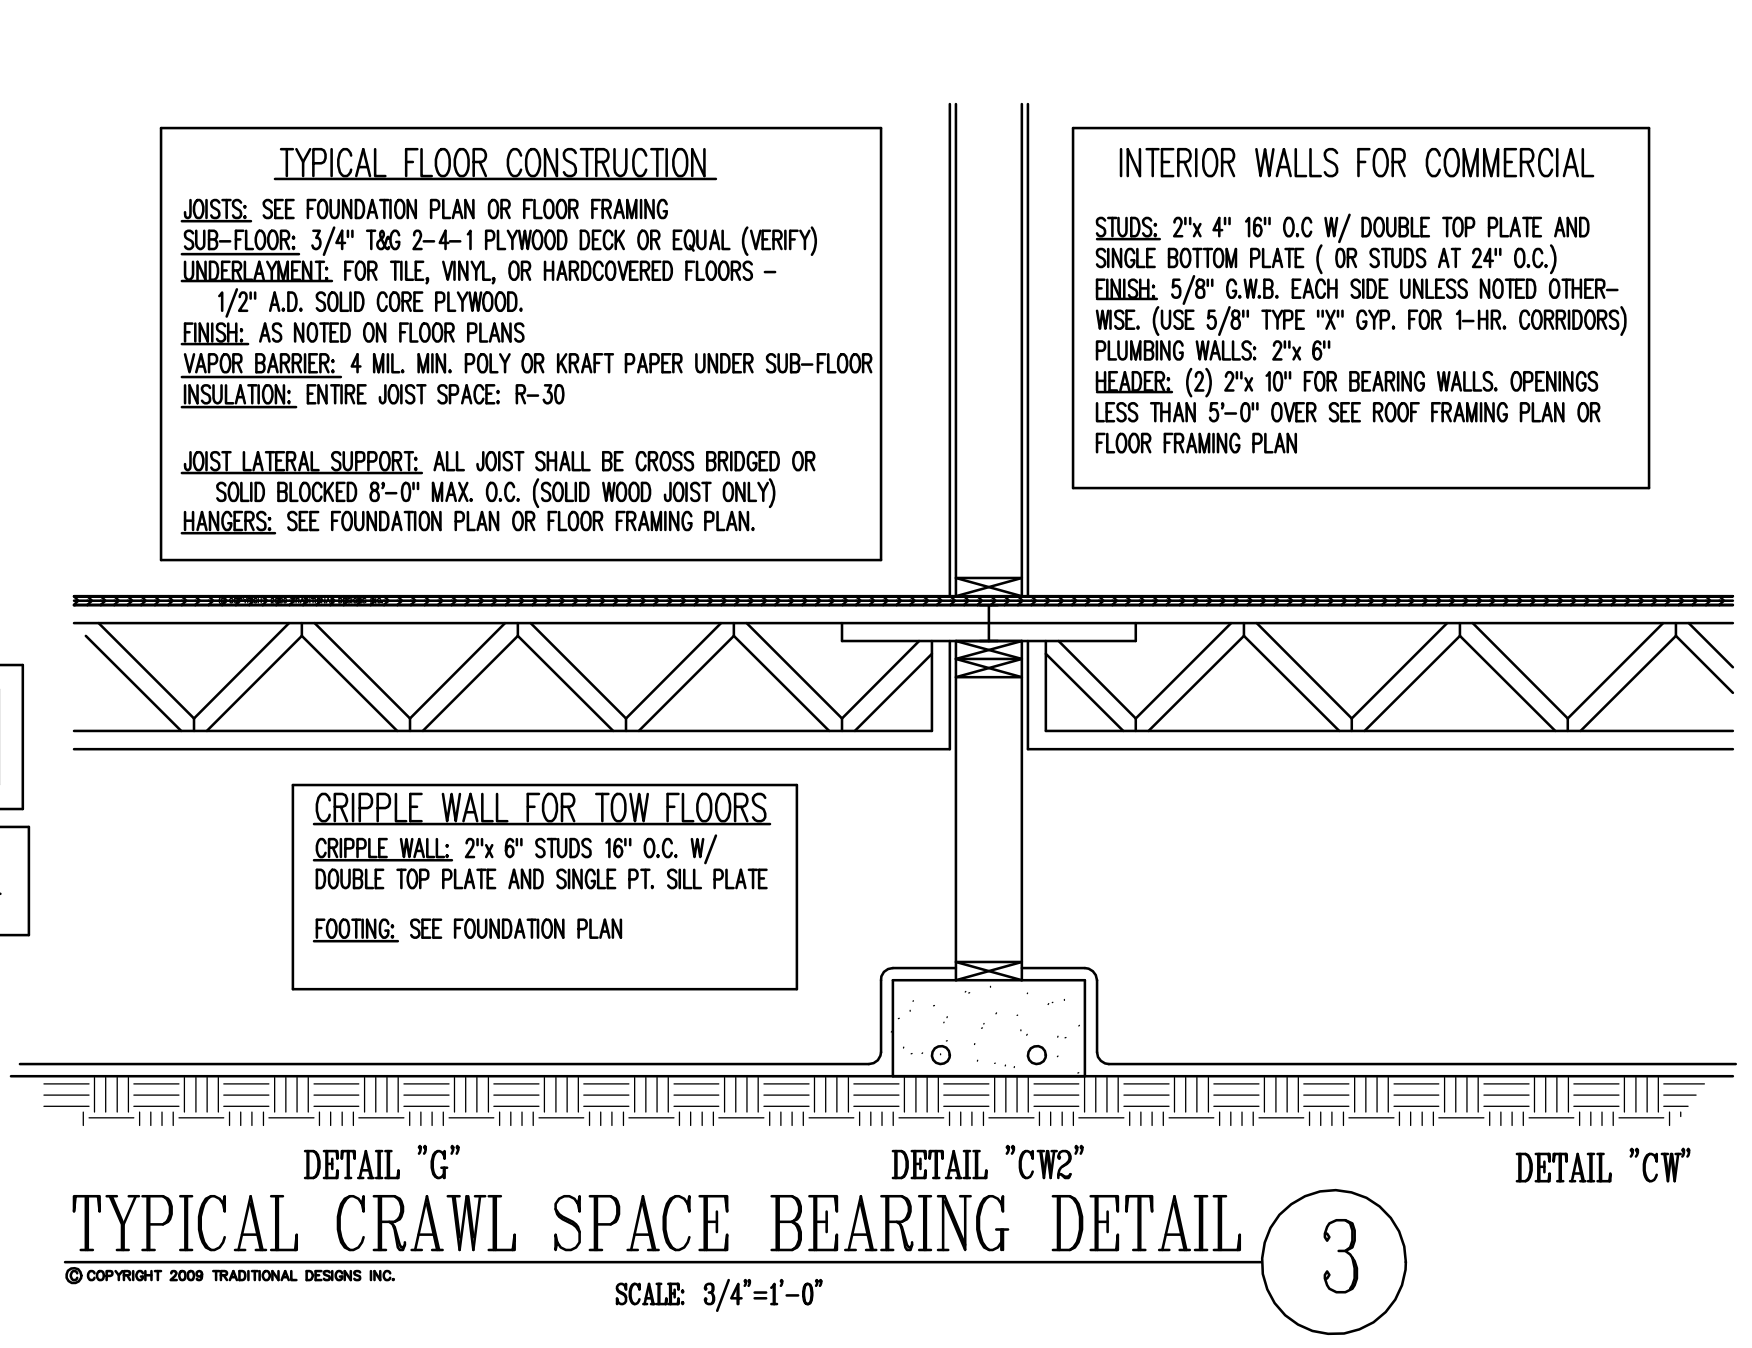 TYPICAL FLOOR CONSTRUCTION
JOISTS: SEE FOUNDATION PLAN OR FLOOR FRAMING
SUB-FLOOR: 3/4" T&G 2-4-1 PLYWOOD DECK OR EQUAL (VERIFY)
UNDERLAYMENT: FOR TILE, VINYL, OR HARDCOVERED FLOORS -
1/2" A.D. SOLID CORE PLYWOOD.
FINISH: AS NOTED ON FLOOR PLANS
VAPOR BARRIER: 4 MIL. MIN. POLY OR KRAFT PAPER UNDER SUB-FLOOR
INSULATION: ENTIRE JOIST SPACE: R-30
JOIST LATERAL SUPPORT: ALL JOIST SHALL BE CROSS BRIDGED OR
SOLID BLOCKED 8'-0" MAX. O.C. (SOLID WOOD JOIST ONLY)
HANGERS: SEE FOUNDATION PLAN OR FLOOR FRAMING PLAN.
INTERIOR WALLS FOR COMMERCIAL
STUDS: 2"x 4" 16" O.C W/ DOUBLE TOP PLATE AND
SINGLE BOTTOM PLATE ( OR STUDS AT 24" O.C.)
FINISH: 5/8" G.W.B. EACH SIDE UNLESS NOTED OTHER-
WISE. (USE 5/8" TYPE "X" GYP. FOR 1-HR. CORRIDORS)
PLUMBING WALLS: 2"x 6"
HEADER: (2) 2"x 10" FOR BEARING WALLS. OPENINGS
LESS THAN 5'-0" OVER SEE ROOF FRAMING PLAN OR
FLOOR FRAMING PLAN
CRIPPLE WALL FOR TOW FLOORS
CRIPPLE WALL: 2"x 6" STUDS 16" O.C. W/
DOUBLE TOP PLATE AND SINGLE PT. SILL PLATE
FOOTING: SEE FOUNDATION PLAN
DETAIL "G"
DETAIL "CW2"
DETAIL "CW"
TYPICAL CRAWL SPACE BEARING DETAIL
3
© COPYRIGHT 2009 TRADITIONAL DESIGNS INC.
SCALE: 3/4"=1'-0"